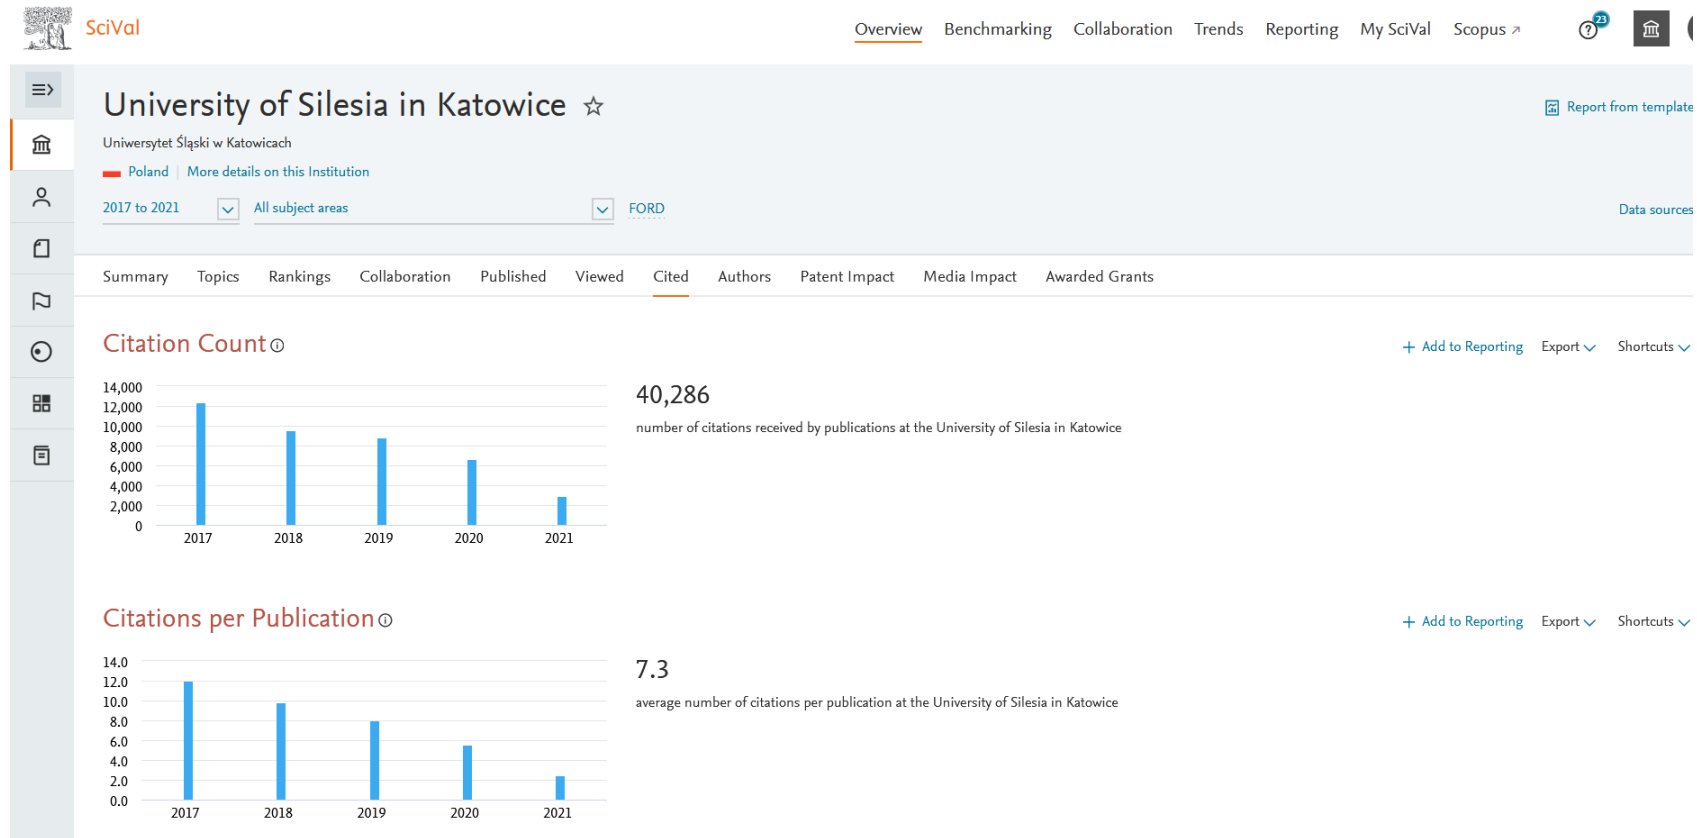 SciVal
Overview Benchmarking Collaboration Trends Reporting My SciVal Scopus ↗ 23
University of Silesia in Katowice
Report from template
Uniwersytet Śląski w Katowicach
Poland | More details on this Institution
2017 to 2021 All subject areas FORD
Data sources
Summary Topics Rankings Collaboration Published Viewed Cited Authors Patent Impact Media Impact Awarded Grants
Citation Count
+ Add to Reporting Export Shortcuts
14,000
12,000
10,000
8,000
6,000
4,000
2,000
0
2017 2018 2019 2020 2021
40,286
number of citations received by publications at the University of Silesia in Katowice
Citations per Publication
+ Add to Reporting Export Shortcuts
14.0
12.0
10.0
8.0
6.0
4.0
2.0
0.0
2017 2018 2019 2020 2021
7.3
average number of citations per publication at the University of Silesia in Katowice